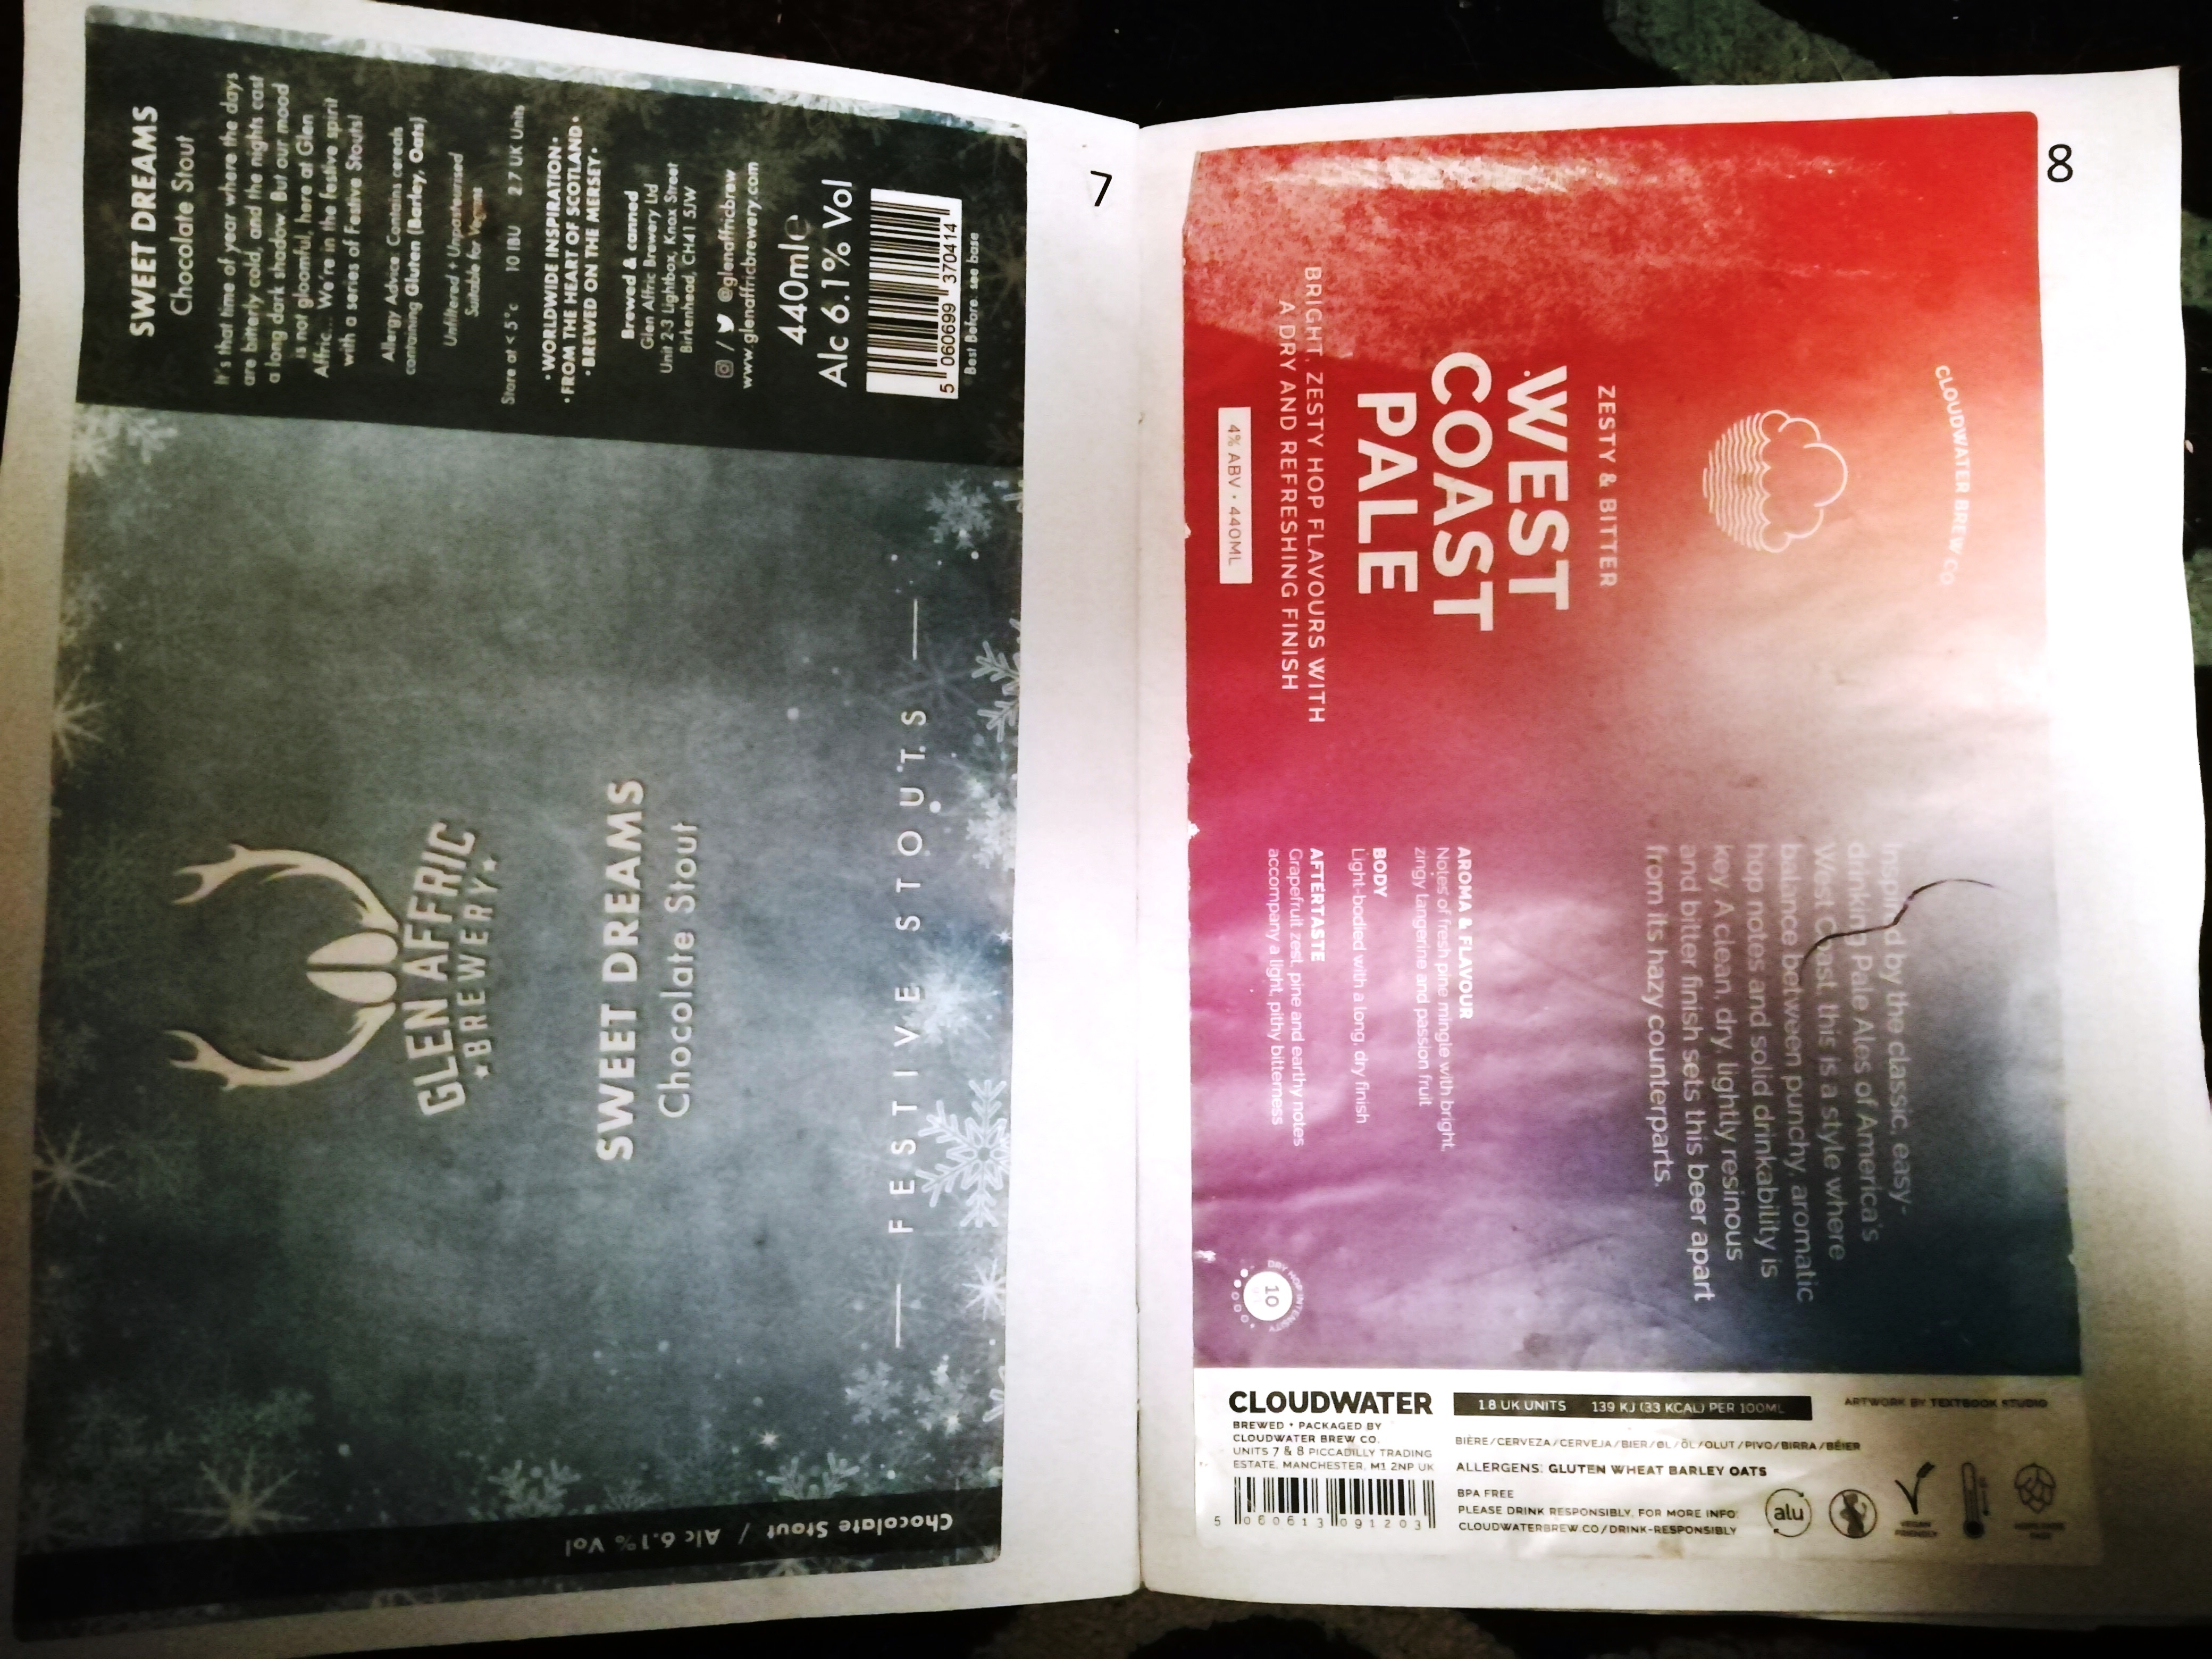 SWEET DREAMS
Chocolate Stout
It's that time of year where the days
are bitterly cold, and the nights cast
a long dark shadow. But our mood
is not gloomful, here at Glen
Affric... We're in the festive spirit
with a series of Festive Stouts!
Allergy Advice: Contains cereals
containing Gluten (Barley, Oats)
Unfiltered + Unpasteurised
Suitable for Vegans
Store at < 5°c 10 IBU 2.7 UK Units
• WORLDWIDE INSPIRATION •
• FROM THE HEART OF SCOTLAND •
• BREWED ON THE MERSEY •
Brewed & canned
Glen Affric Brewery Ltd
Unit 2-3 Lightbox, Knox Street
Birkenhead, CH41 5JW
/ @glenaffricbrew
www.glenaffricbrewery.com
440ml e
Alc 6.1% Vol
5 060699 370414
Best Before: see base
GLEN AFFRIC
★BREWERY★
SWEET DREAMS
Chocolate Stout
FESTIVE STOUTS
Chocolate Stout / Alc 6.1% Vol
7
8
CLOUDWATER BREW CO
ZESTY & BITTER
WEST
COAST
PALE
BRIGHT, ZESTY HOP FLAVOURS WITH
A DRY AND REFRESHING FINISH
4% ABV • 440ML
Inspired by the classic, easy-
drinking Pale Ales of America's
West Coast, this is a style where
balance between punchy, aromatic
hop notes and solid drinkability is
key. A clean, dry, lightly resinous
and bitter finish sets this beer apart
from its hazy counterparts.
AROMA & FLAVOUR
Notes of fresh pine mingle with bright,
zingy tangerine and passion fruit
BODY
Light-bodied with a long, dry finish
AFTERTASTE
Grapefruit zest, pine and earthy notes
accompany a light, pithy bitterness
DRY HOP INTENSITY
10
CLOUDWATER
BREWED + PACKAGED BY
CLOUDWATER BREW CO.
UNITS 7 & 8 PICCADILLY TRADING
ESTATE, MANCHESTER, M1 2NP UK
5 060613 091203
1.8 UK UNITS 139 KJ (33 KCAL) PER 100ML
ARTWORK BY TEXTBOOK STUDIO
BIÈRE/CERVEZA/CERVEJA/BIER/ØL/ÖL/OLUT/PIVO/BIRRA/BÉIER
ALLERGENS: GLUTEN WHEAT BARLEY OATS
BPA FREE
PLEASE DRINK RESPONSIBLY. FOR MORE INFO:
CLOUDWATERBREW.CO/DRINK-RESPONSIBLY
alu
VEGAN
FRIENDLY